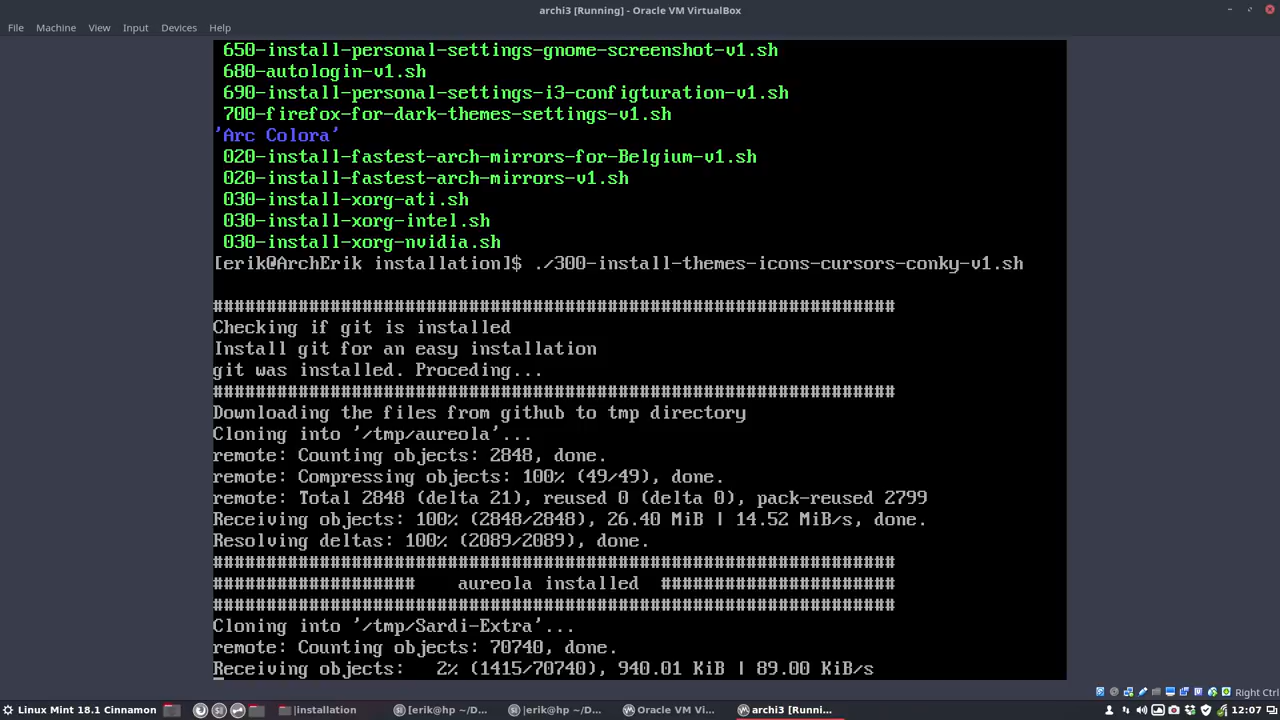 archi3 [Running] - Oracle VM VirtualBox
File Machine View Input Devices Help
650-install-personal-settings-gnome-screenshot-v1.sh
680-autologin-v1.sh
690-install-personal-settings-i3-configturation-v1.sh
700-firefox-for-dark-themes-settings-v1.sh
'Arc Colora'
020-install-fastest-arch-mirrors-for-Belgium-v1.sh
020-install-fastest-arch-mirrors-v1.sh
030-install-xorg-ati.sh
030-install-xorg-intel.sh
030-install-xorg-nvidia.sh
[erik@ArchErik installation]$ ./300-install-themes-icons-cursors-conky-v1.sh
################################################################
Checking if git is installed
Install git for an easy installation
git was installed. Proceding...
################################################################
Downloading the files from github to tmp directory
Cloning into '/tmp/aureola'...
remote: Counting objects: 2848, done.
remote: Compressing objects: 100% (49/49), done.
remote: Total 2848 (delta 21), reused 0 (delta 0), pack-reused 2799
Receiving objects: 100% (2848/2848), 26.40 MiB | 14.52 MiB/s, done.
Resolving deltas: 100% (2089/2089), done.
################################################################
###################    aureola installed  ######################
################################################################
Cloning into '/tmp/Sardi-Extra'...
remote: Counting objects: 70740, done.
Receiving objects:   2% (1415/70740), 940.01 KiB | 89.00 KiB/s
Right Ctrl
Linux Mint 18.1 Cinnamon |installation [erik@hp ~/D... |erik@hp ~/D... Oracle VM Vi... archi3 [Runni... 12:07